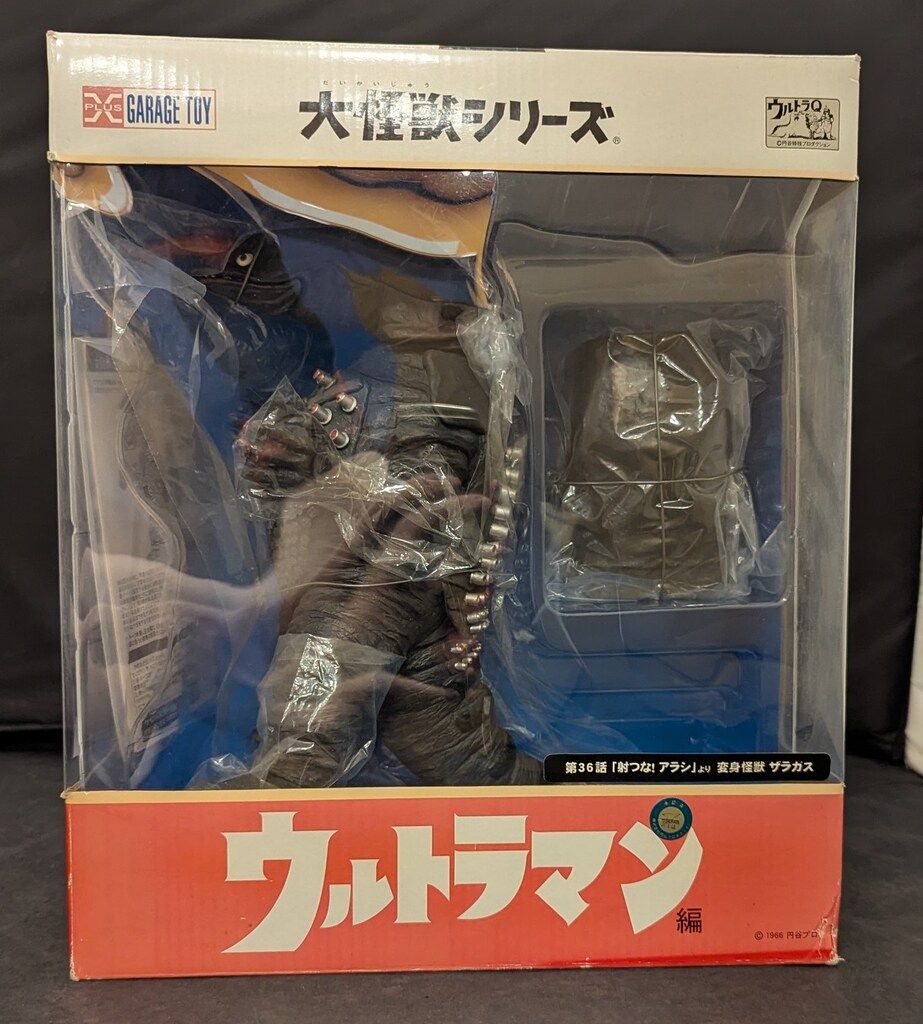 X PLUS GARAGE TOY
だいかいじゅう
大怪獣シリーズ®
ウルトラQ
©円谷特技プロダクション
第36話「射つな! アラシ」より 変身怪獣 ザラガス
ウルトラマン
編
© 1966 円谷プロ